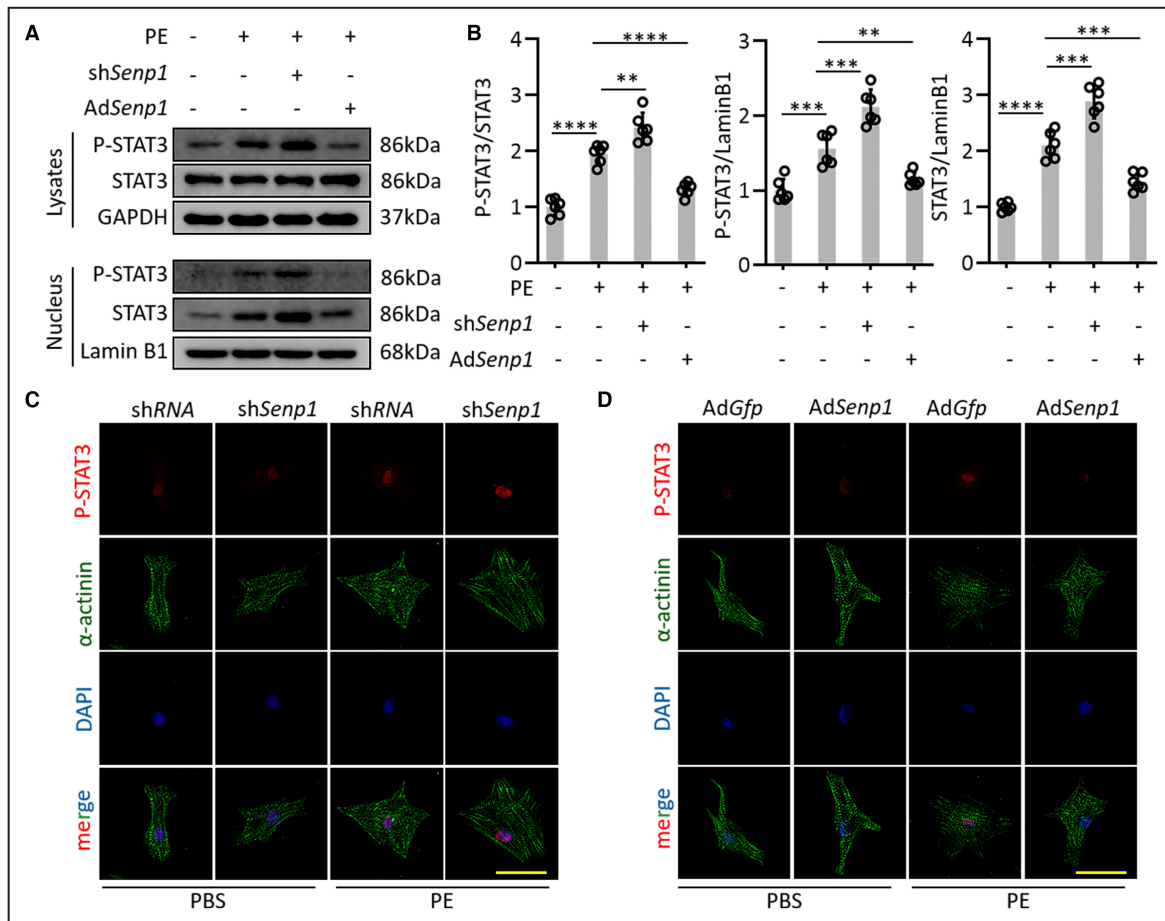 A
PE - + + +
shSenp1 - - + -
AdSenp1 - - - +
Lysates
P-STAT3 86kDa
STAT3 86kDa
GAPDH 37kDa
Nucleus
P-STAT3 86kDa
STAT3 86kDa
Lamin B1 68kDa
B
P-STAT3/STAT3
4
3
2
1
0
****
**
****
PE - + + +
shSenp1 - - + -
AdSenp1 - - - +
P-STAT3/LaminB1
3
2
1
0
**
***
***
- + + +
- - + -
- - - +
STAT3/LaminB1
4
3
2
1
0
***
***
****
- + + +
- - + -
- - - +
C
shRNA shSenp1 shRNA shSenp1
P-STAT3
α-actinin
DAPI
merge
PBS PE
D
AdGfp AdSenp1 AdGfp AdSenp1
P-STAT3
α-actinin
DAPI
merge
PBS PE